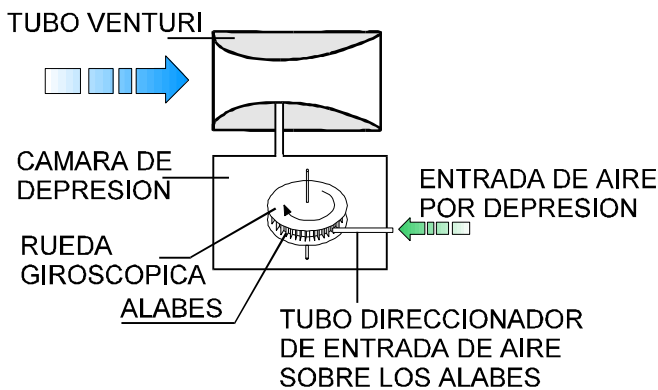 TUBO VENTURI
CAMARA DE
DEPRESION
ENTRADA DE AIRE
POR DEPRESION
RUEDA
GIROSCOPICA
ALABES
TUBO DIRECCIONADOR
DE ENTRADA DE AIRE
SOBRE LOS ALABES